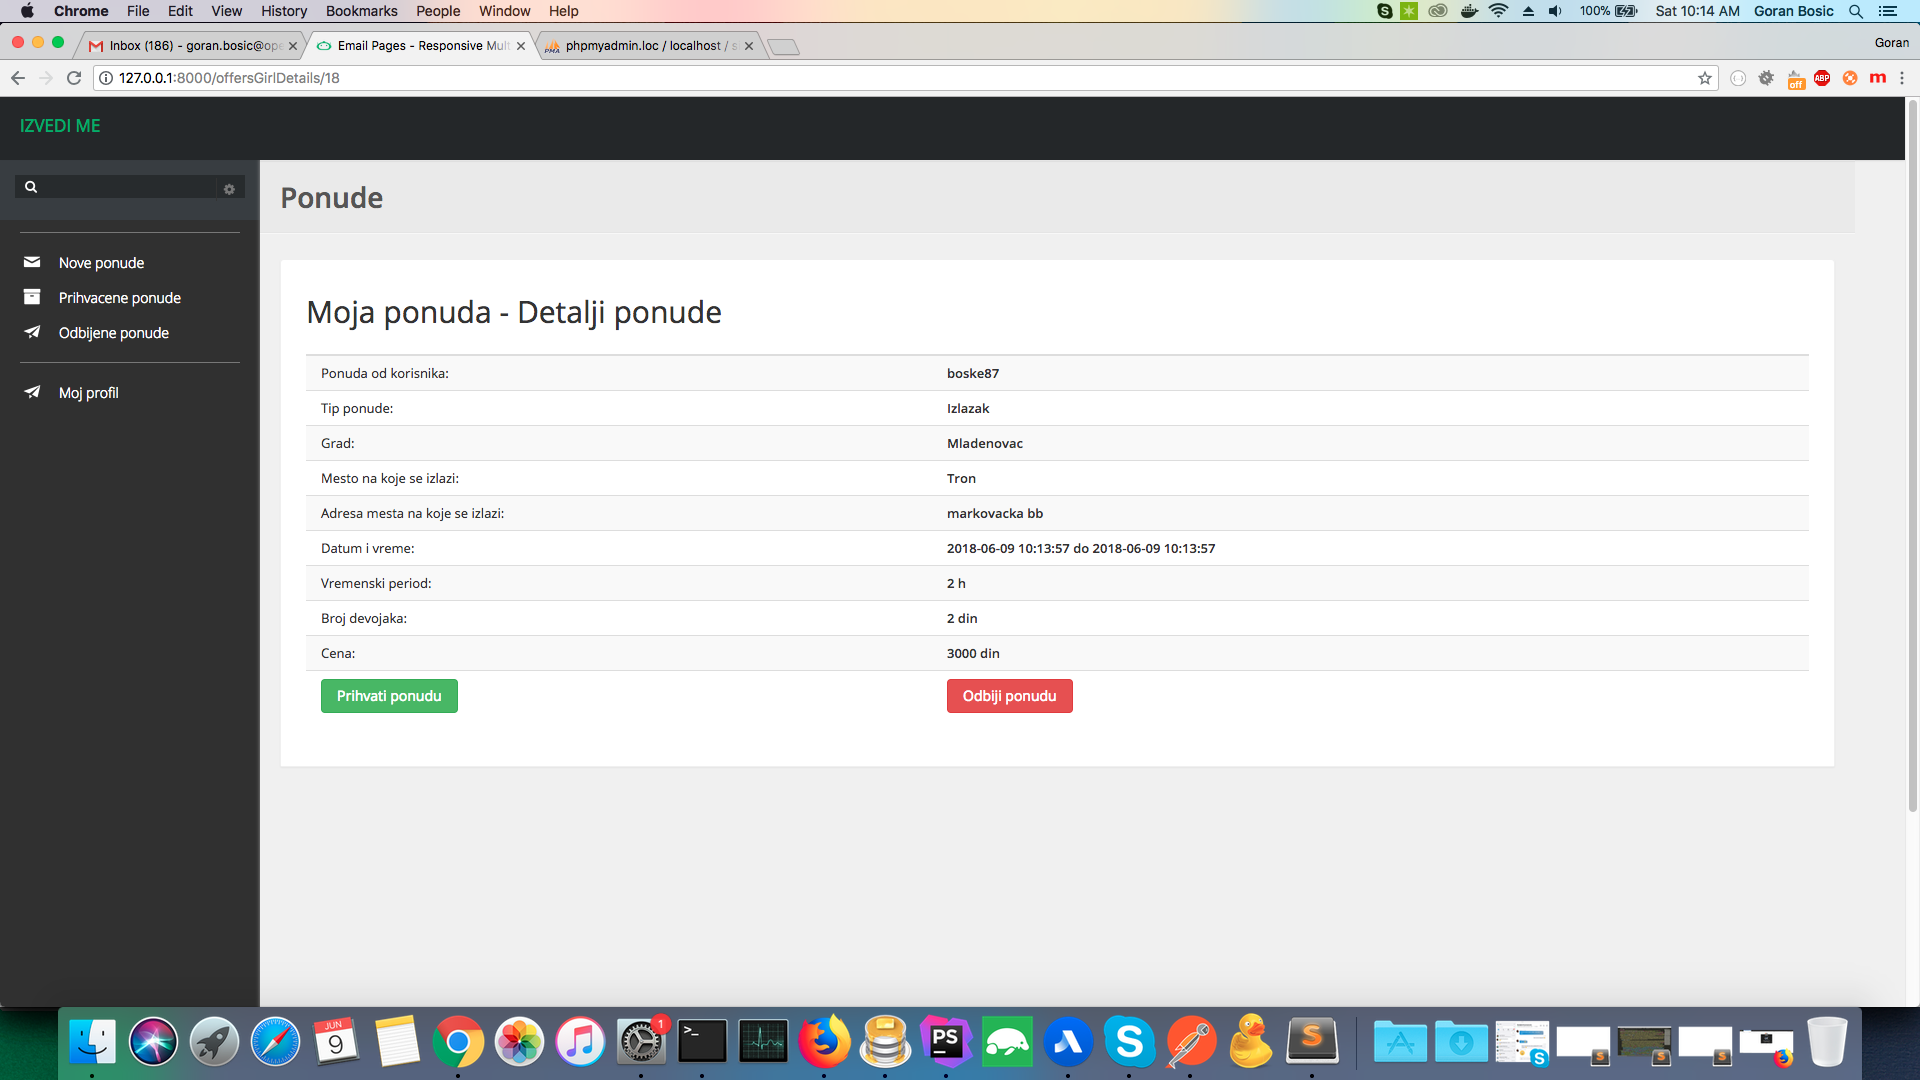 Chrome File Edit View History Bookmarks People Window Help 100% Sat 10:14 AM Goran Bosic
Inbox (186) - goran.bosic@ope
Email Pages - Responsive Mult
phpmyadmin.loc / localhost / s
Goran
127.0.0.1:8000/offersGirlDetails/18
off
ABP
m
IZVEDI ME
Ponude
Nove ponude
Prihvacene ponude
Odbijene ponude
Moj profil
Moja ponuda - Detalji ponude
Ponuda od korisnika: boske87
Tip ponude: Izlazak
Grad: Mladenovac
Mesto na koje se izlazi: Tron
Adresa mesta na koje se izlazi: markovacka bb
Datum i vreme: 2018-06-09 10:13:57 do 2018-06-09 10:13:57
Vremenski period: 2 h
Broj devojaka: 2 din
Cena: 3000 din
Prihvati ponudu Odbiji ponudu
JUN
9
1
PS